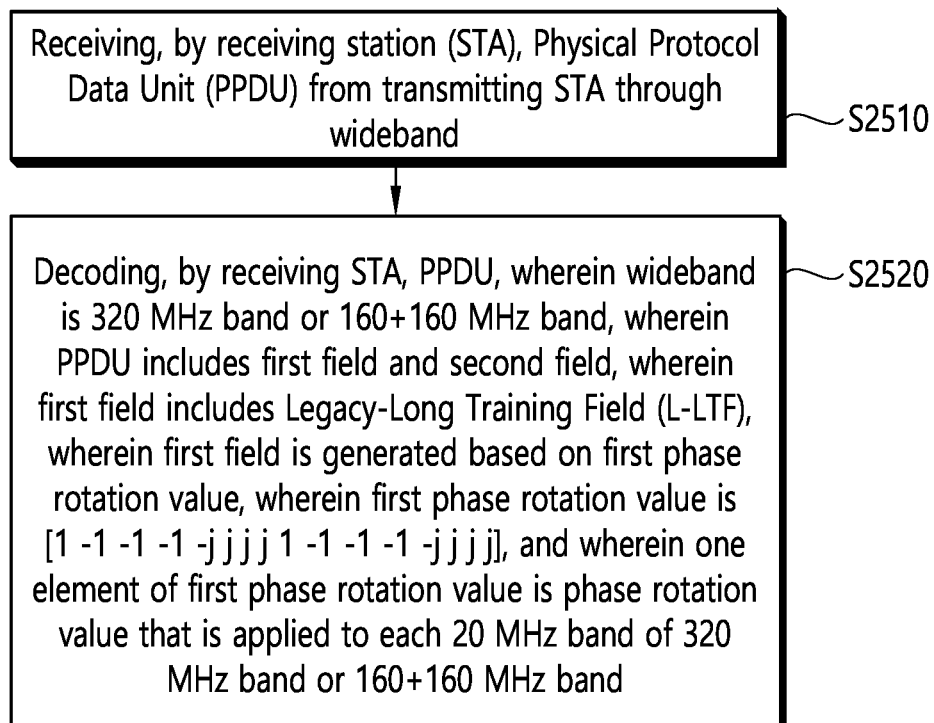 Receiving, by receiving station (STA), Physical Protocol
Data Unit (PPDU) from transmitting STA through
wideband
S2510
Decoding, by receiving STA, PPDU, wherein wideband
is 320 MHz band or 160+160 MHz band, wherein
PPDU includes first field and second field, wherein
first field includes Legacy-Long Training Field (L-LTF),
wherein first field is generated based on first phase
rotation value, wherein first phase rotation value is
[1 -1 -1 -1 -j j j j 1 -1 -1 -1 -j j j j], and wherein one
element of first phase rotation value is phase rotation
value that is applied to each 20 MHz band of 320
MHz band or 160+160 MHz band
S2520